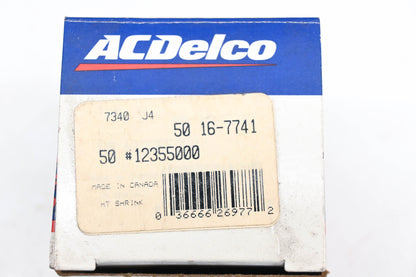 ACDelco
7340 J4
50 16-7741
50 #12355000
MADE IN CANADA
HT SHRINK
0 36666 26977 2